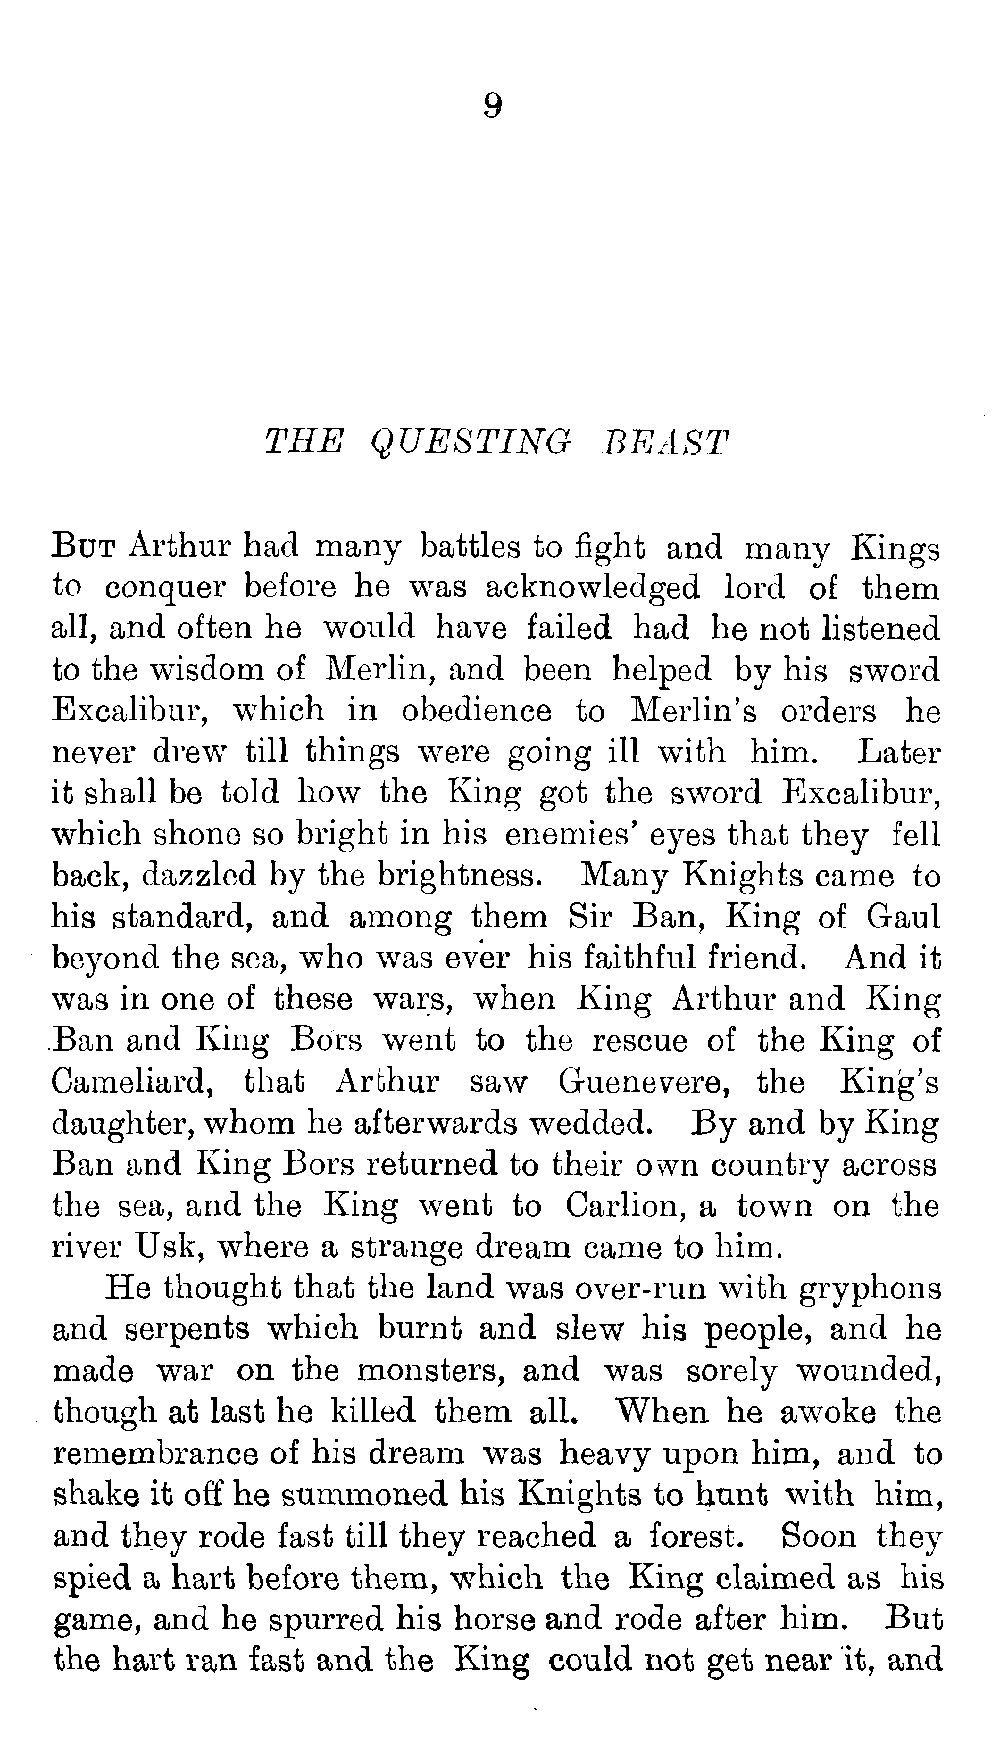 9
THE QUESTING BEAST
BUT Arthur had many battles to fight and many Kings
to conquer before he was acknowledged lord of them
all, and often he would have failed had he not listened
to the wisdom of Merlin, and been helped by his sword
Excalibur, which in obedience to Merlin's orders he
never drew till things were going ill with him. Later
it shall be told how the King got the sword Excalibur,
which shone so bright in his enemies' eyes that they fell
back, dazzled by the brightness. Many Knights came to
his standard, and among them Sir Ban, King of Gaul
beyond the sea, who was ever his faithful friend. And it
was in one of these wars, when King Arthur and King
Ban and King Bors went to the rescue of the King of
Cameliard, that Arthur saw Guenevere, the King's
daughter, whom he afterwards wedded. By and by King
Ban and King Bors returned to their own country across
the sea, and the King went to Carlion, a town on the
river Usk, where a strange dream came to him.
He thought that the land was over-run with gryphons
and serpents which burnt and slew his people, and he
made war on the monsters, and was sorely wounded,
though at last he killed them all. When he awoke the
remembrance of his dream was heavy upon him, and to
shake it off he summoned his Knights to hunt with him,
and they rode fast till they reached a forest. Soon they
spied a hart before them, which the King claimed as his
game, and he spurred his horse and rode after him. But
the hart ran fast and the King could not get near it, and